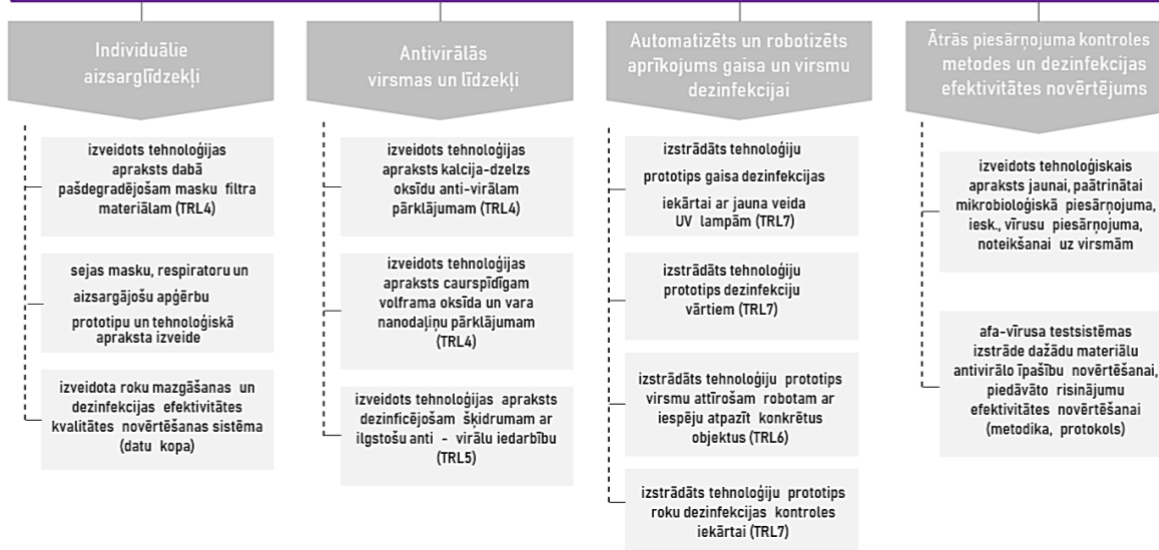 Individuālie
aizsarglīdzekļi
izveidots tehnoloģijas
apraksts dabā
pašdegradējošam masku filtra
materiālam (TRL4)
sejas masku, respiratoru un
aizsargājošu apģērbu
prototipu un tehnoloģiskā
apraksta izveide
izveidota roku mazgāšanas un
dezinfekcijas efektivitātes
kvalitātes novērtēšanas sistēma
(datu kopa)
Antivirālās
virsmas un līdzekļi
izveidots tehnoloģijas
apraksts kalcija-dzelzs
oksīdu anti-virālam
pārklājumam (TRL4)
izveidots tehnoloģijas
apraksts caurspīdīgam
volframa oksīda un vara
nanodaļiņu pārklājumam
(TRL4)
izveidots tehnoloģijas apraksts
dezinficējošam šķidrumam ar
ilgstošu anti - virālu iedarbību
(TRL5)
Automatizēts un robotizēts
aprīkojums gaisa un virsmu
dezinfekcijai
izstrādāts tehnoloģiju
prototips gaisa dezinfekcijas
iekārtai ar jauna veida
UV lampām (TRL7)
izstrādāts tehnoloģiju
prototips dezinfekciju
vārtiem (TRL7)
izstrādāts tehnoloģiju prototips
virsmu attīrošam robotam ar
iespēju atpazīt konkrētus
objektus (TRL6)
izstrādāts tehnoloģiju prototips
roku dezinfekcijas kontroles
iekārtai (TRL7)
Ātrās piesārņojuma kontroles
metodes un dezinfekcijas
efektivitātes novērtējums
izveidots tehnoloģiskais
apraksts jaunai, paātrinātai
mikrobioloģiskā piesārņojuma,
iesk., vīrusu piesārņojuma,
noteikšanai uz virsmām
afa-vīrusa testsistēmas
izstrāde dažādu materiālu
antivirālo īpašību novērtēšanai,
piedāvāto risinājumu
efektivitātes novērtēšanai
(metodika, protokols)